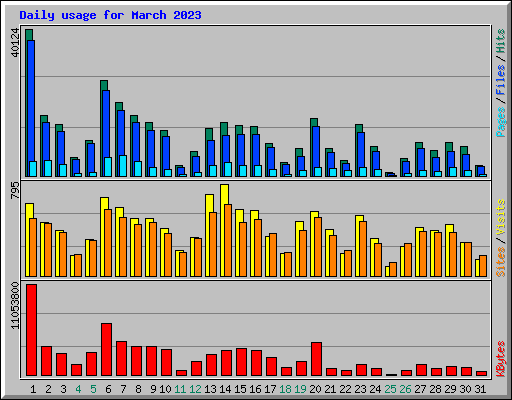 Daily usage for March 2023
40124
Pages / Files / Hits
795
Sites / Visits
11053800
KBytes
1 2 3 4 5 6 7 8 9 10 11 12 13 14 15 16 17 18 19 20 21 22 23 24 25 26 27 28 29 30 31